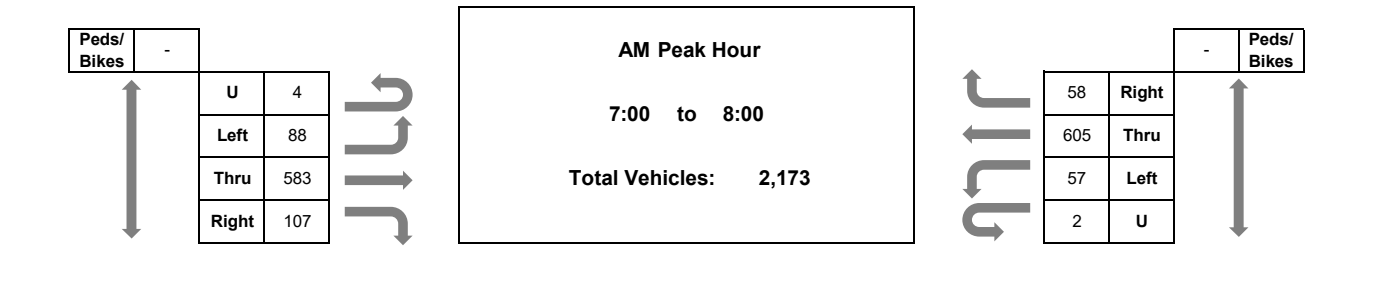 Peds/
Bikes
-
U 4
Left 88
Thru 583
Right 107
AM Peak Hour
7:00 to 8:00
Total Vehicles: 2,173
- Peds/
Bikes
58 Right
605 Thru
57 Left
2 U